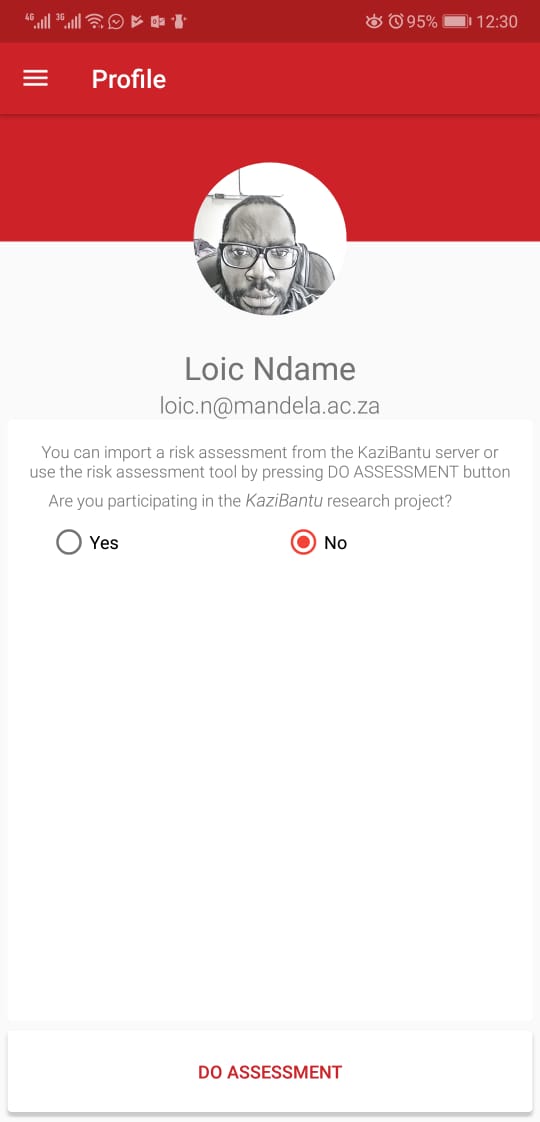 4G 3G 95% 12:30
Profile
Loic Ndame
loic.n@mandela.ac.za
You can import a risk assessment from the KaziBantu server or
use the risk assessment tool by pressing DO ASSESSMENT button
Are you participating in the KaziBantu research project?
Yes No
DO ASSESSMENT